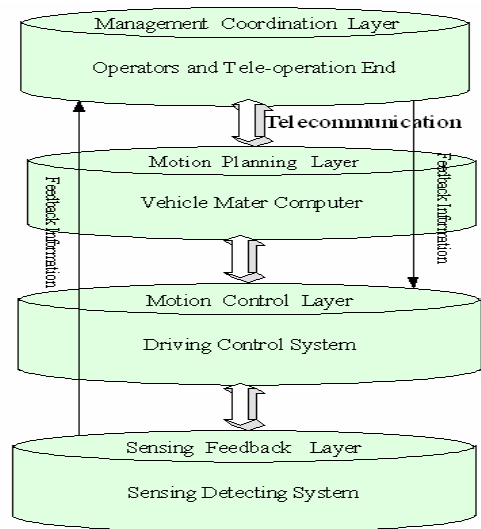 Management Coordination Layer
Operators and Tele-operation End
Telecommunication
Motion Planning Layer
Vehicle Mater Computer
Feedback Information
Feedback Information
Motion Control Layer
Driving Control System
Sensing Feedback Layer
Sensing Detecting System